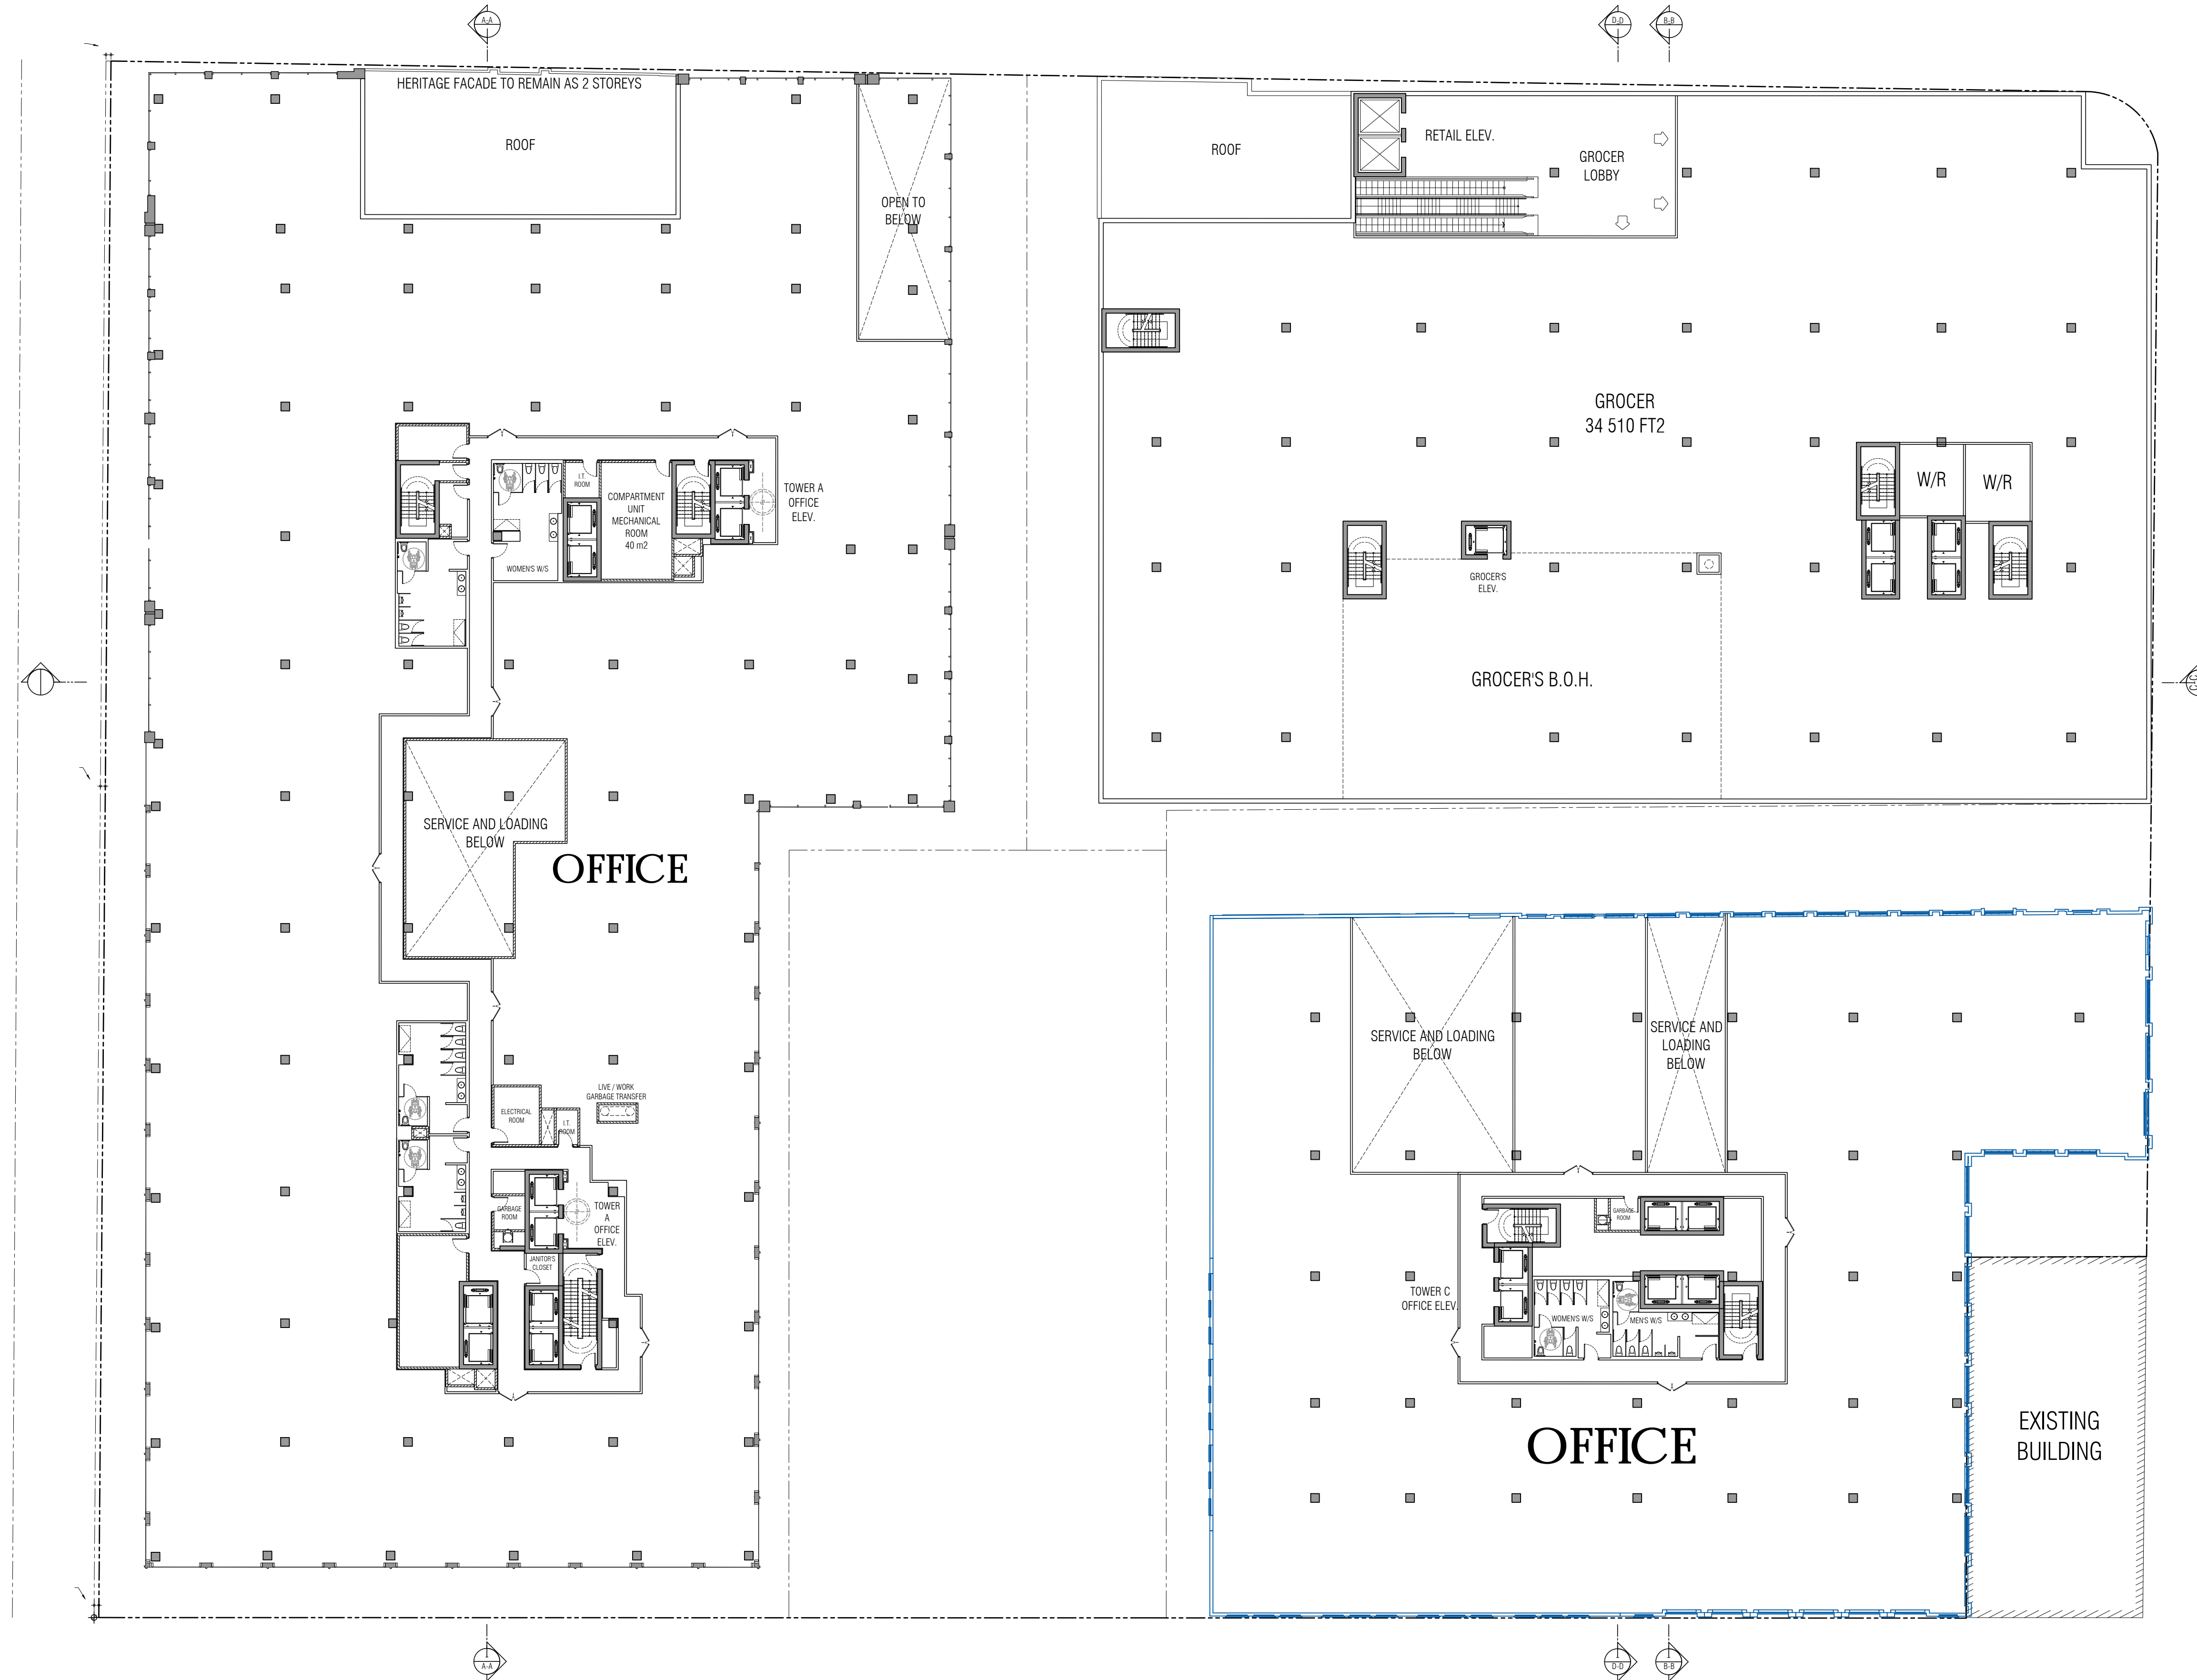 A-A
D-D
B-B
HERITAGE FACADE TO REMAIN AS 2 STOREYS
ROOF
OPEN TO
BELOW
ROOF
RETAIL ELEV.
GROCER
LOBBY
GROCER
34 510 FT2
W/R
W/R
GROCER'S
ELEV.
GROCER'S B.O.H.
C-C
I.T.
ROOM
COMPARTMENT
UNIT
MECHANICAL
ROOM
40 m2
WOMEN'S W/S
TOWER A
OFFICE
ELEV.
SERVICE AND LOADING
BELOW
OFFICE
LIVE / WORK
GARBAGE TRANSFER
ELECTRICAL
ROOM
I.T.
ROOM
GARBAGE
ROOM
TOWER
A
OFFICE
ELEV.
JANITOR'S
CLOSET
SERVICE AND LOADING
BELOW
SERVICE AND
LOADING
BELOW
GARBAGE
ROOM
TOWER C
OFFICE ELEV.
WOMEN'S W/S
MEN'S W/S
OFFICE
EXISTING
BUILDING
A-A
D-D
B-B